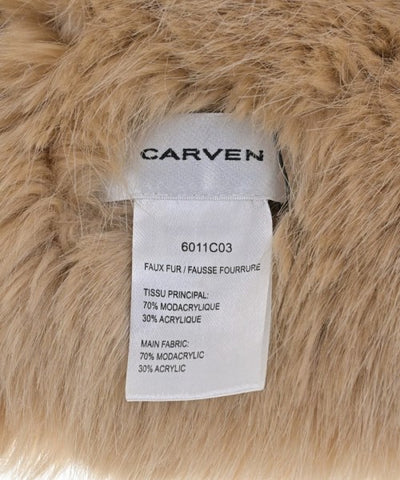 CARVEN
6011C03
FAUX FUR / FAUSSE FOURRURE
TISSU PRINCIPAL:
70% MODACRYLIQUE
30% ACRYLIQUE
MAIN FABRIC:
70% MODACRYLIC
30% ACRYLIC